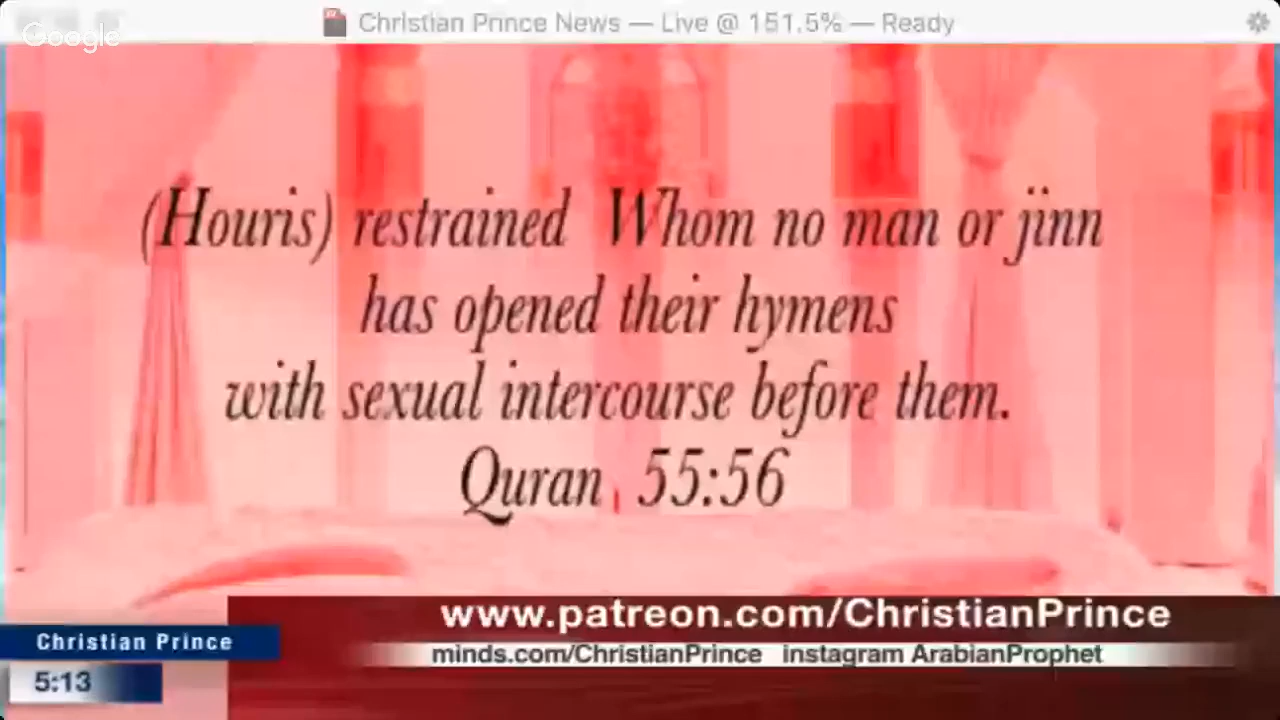 Christian Prince News — Live @ 151.5% — Ready
Google
(Houris) restrained Whom no man or jinn
has opened their hymens
with sexual intercourse before them.
Quran, 55:56
www.patreon.com/ChristianPrince
Christian Prince
minds.com/ChristianPrince instagram ArabianProphet
5:13